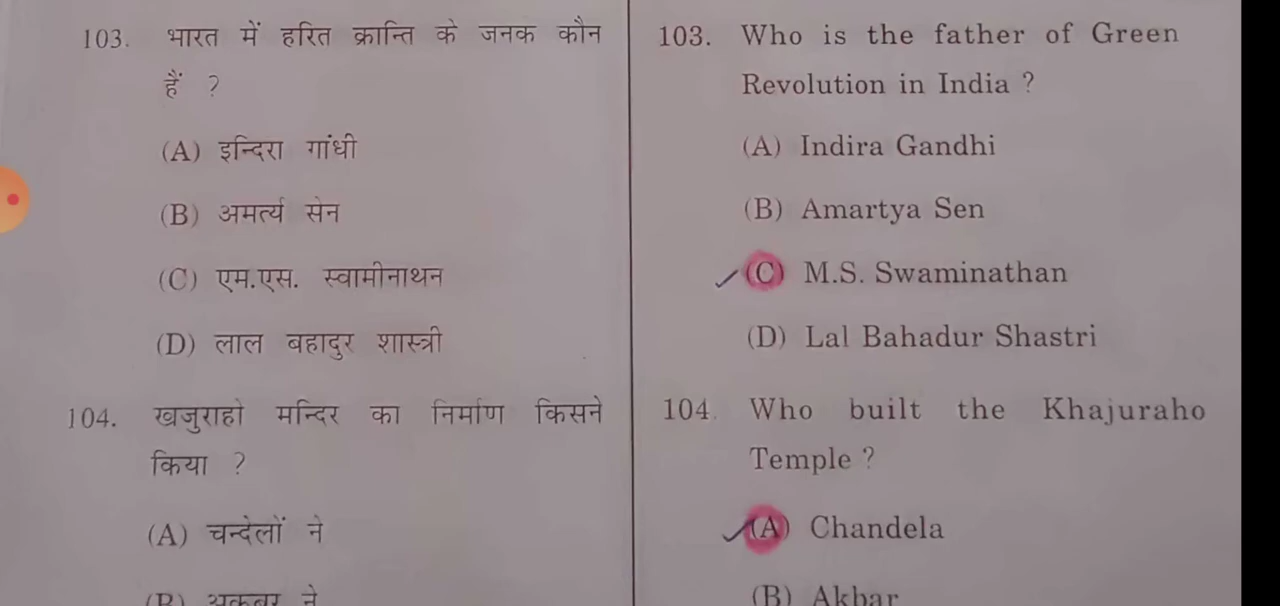 103. भारत में हरित क्रान्ति के जनक कौन
हैं ?
(A) इन्दिरा गांधी
(B) अमर्त्य सेन
(C) एम.एस. स्वामीनाथन
(D) लाल बहादुर शास्त्री
104. खजुराहो मन्दिर का निर्माण किसने
किया ?
(A) चन्देलों ने
(B) अकबर ने
103. Who is the father of Green
Revolution in India ?
(A) Indira Gandhi
(B) Amartya Sen
(C) M.S. Swaminathan
(D) Lal Bahadur Shastri
104. Who built the Khajuraho
Temple ?
(A) Chandela
(B) Akbar